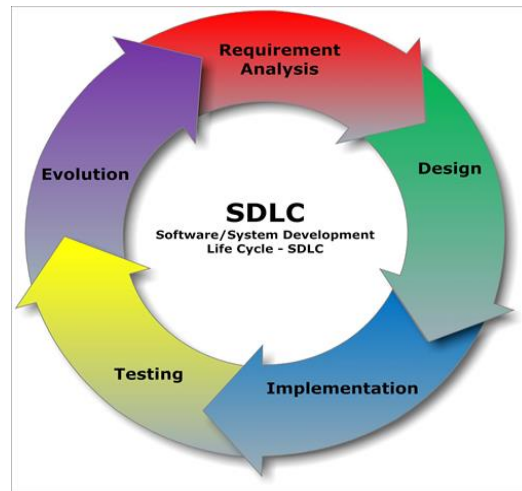 Requirement
Analysis
Design
Implementation
Testing
Evolution
SDLC
Software/System Development
Life Cycle - SDLC